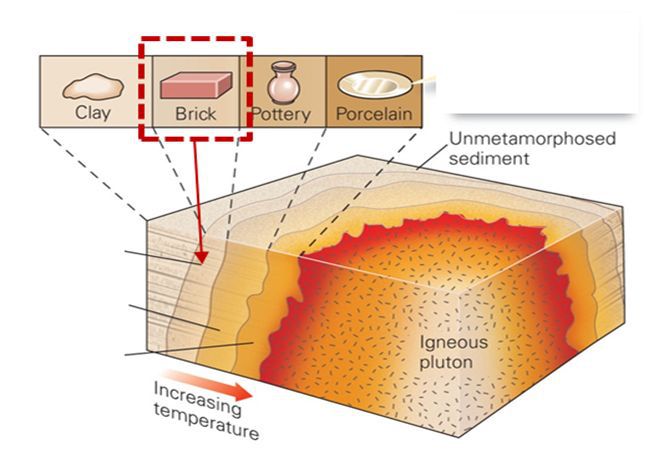 Clay Brick Pottery Porcelain
Unmetamorphosed
sediment
Igneous
pluton
Increasing
temperature